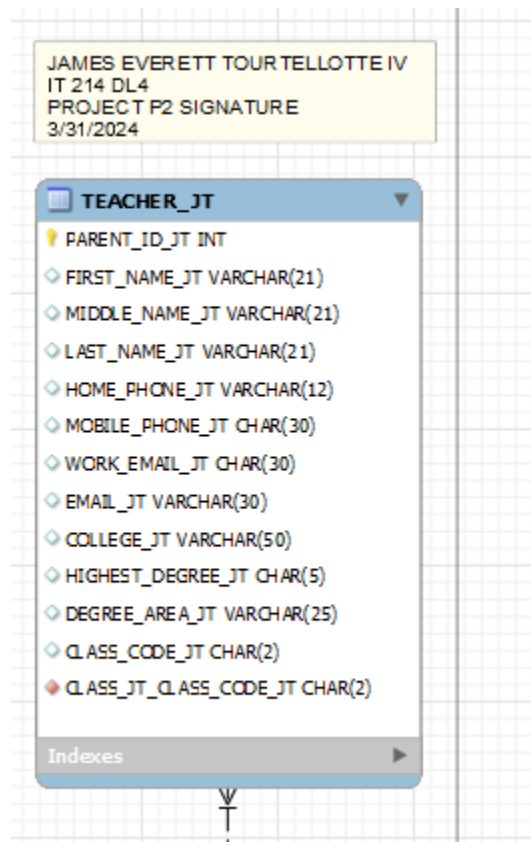 JAMES EVERETT TOURTELLOTTE IV
IT 214 DL4
PROJECT P2 SIGNATURE
3/31/2024
TEACHER_JT
PARENT_ID_JT INT
FIRST_NAME_JT VARCHAR(21)
MIDDLE_NAME_JT VARCHAR(21)
LAST_NAME_JT VARCHAR(21)
HOME_PHONE_JT VARCHAR(12)
MOBILE_PHONE_JT CHAR(30)
WORK_EMAIL_JT CHAR(30)
EMAIL_JT VARCHAR(30)
COLLEGE_JT VARCHAR(50)
HIGHEST_DEGREE_JT CHAR(5)
DEGREE_AREA_JT VARCHAR(25)
CLASS_CODE_JT CHAR(2)
CLASS_JT_CLASS_CODE_JT CHAR(2)
Indexes